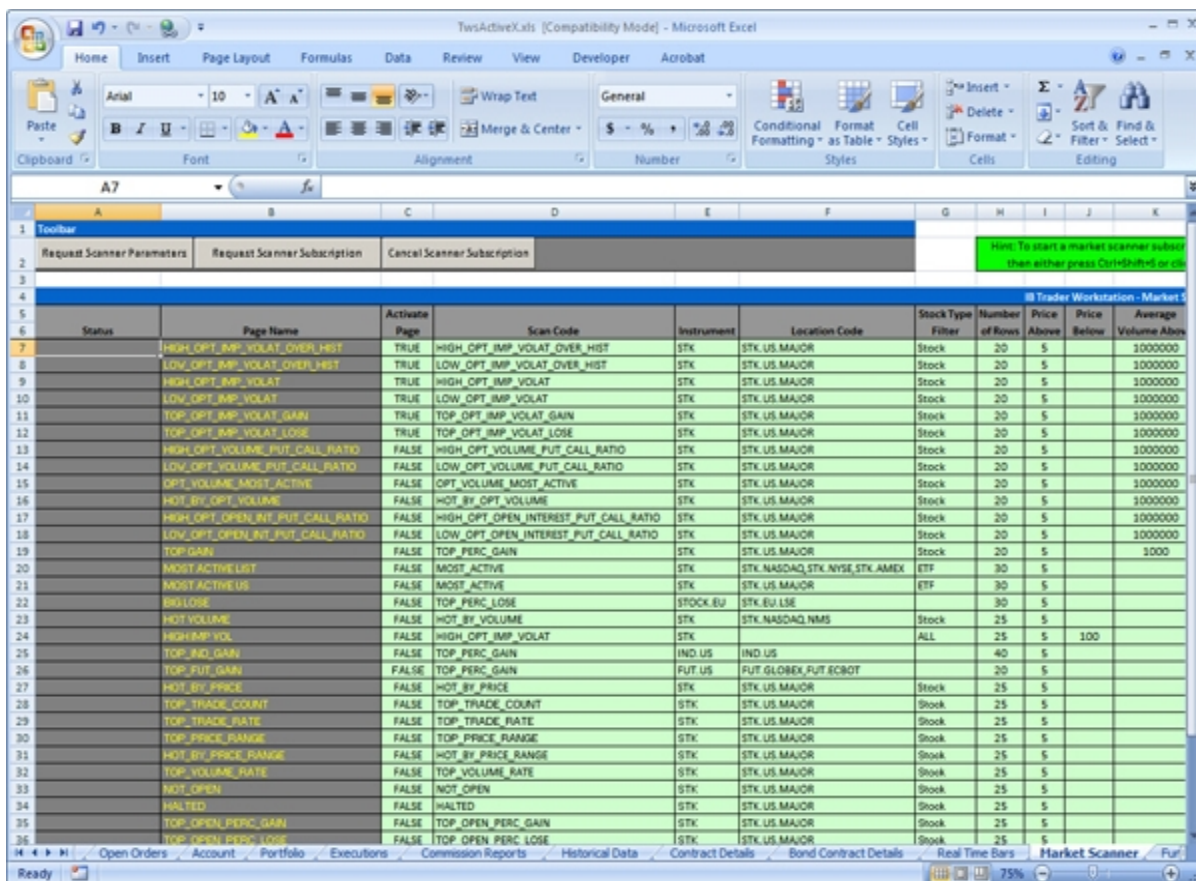 TwsActiveX.xls [Compatibility Mode] - Microsoft Excel
Home Insert Page Layout Formulas Data Review View Developer Acrobat
Paste
Arial 10 A A
B I U
Wrap Text
Merge & Center
General
$ - % ,
Conditional Formatting
Format as Table
Cell Styles
Insert
Delete
Format
Σ
Sort & Filter
Find & Select
Clipboard Font Alignment Number Styles Cells Editing
A7 fx
A B C D E F G H I J K
1 Toolbar
2 Request Scanner Parameters Request Scanner Subscription Cancel Scanner Subscription Hint: To start a market scanner subscr
then either press Ctrl+Shift+S or cli
3
4 IB Trader Workstation - Market S
5 Activate Stock Type Number Price Price Average
6 Status Page Name Page Scan Code Instrument Location Code Filter of Rows Above Below Volume Abov
7 HIGH_OPT_IMP_VOLAT_OVER_HIST TRUE HIGH_OPT_IMP_VOLAT_OVER_HIST STK STK.US.MAJOR Stock 20 5 1000000
8 LOW_OPT_IMP_VOLAT_OVER_HIST TRUE LOW_OPT_IMP_VOLAT_OVER_HIST STK STK.US.MAJOR Stock 20 5 1000000
9 HIGH_OPT_IMP_VOLAT TRUE HIGH_OPT_IMP_VOLAT STK STK.US.MAJOR Stock 20 5 1000000
10 LOW_OPT_IMP_VOLAT TRUE LOW_OPT_IMP_VOLAT STK STK.US.MAJOR Stock 20 5 1000000
11 TOP_OPT_IMP_VOLAT_GAIN TRUE TOP_OPT_IMP_VOLAT_GAIN STK STK.US.MAJOR Stock 20 5 1000000
12 TOP_OPT_IMP_VOLAT_LOSE TRUE TOP_OPT_IMP_VOLAT_LOSE STK STK.US.MAJOR Stock 20 5 1000000
13 HIGH_OPT_VOLUME_PUT_CALL_RATIO FALSE HIGH_OPT_VOLUME_PUT_CALL_RATIO STK STK.US.MAJOR Stock 20 5 1000000
14 LOW_OPT_VOLUME_PUT_CALL_RATIO FALSE LOW_OPT_VOLUME_PUT_CALL_RATIO STK STK.US.MAJOR Stock 20 5 1000000
15 OPT_VOLUME_MOST_ACTIVE FALSE OPT_VOLUME_MOST_ACTIVE STK STK.US.MAJOR Stock 20 5 1000000
16 HOT_BY_OPT_VOLUME FALSE HOT_BY_OPT_VOLUME STK STK.US.MAJOR Stock 20 5 1000000
17 HIGH_OPT_OPEN_INT_PUT_CALL_RATIO FALSE HIGH_OPT_OPEN_INTEREST_PUT_CALL_RATIO STK STK.US.MAJOR Stock 20 5 1000000
18 LOW_OPT_OPEN_INT_PUT_CALL_RATIO FALSE LOW_OPT_OPEN_INTEREST_PUT_CALL_RATIO STK STK.US.MAJOR Stock 20 5 1000000
19 TOP GAIN FALSE TOP_PERC_GAIN STK STK.US.MAJOR Stock 20 5 1000
20 MOST ACTIVE LIST FALSE MOST_ACTIVE STK STK.NASDAQ,STK.NYSE,STK.AMEX ETF 30 5
21 MOST ACTIVE US FALSE MOST_ACTIVE STK STK.US.MAJOR ETF 30 5
22 BIG LOSE FALSE TOP_PERC_LOSE STOCK.EU STK.EU.LSE 30 5
23 HOT VOLUME FALSE HOT_BY_VOLUME STK STK.NASDAQ.NMS Stock 25 5
24 HIGH IMP VOL FALSE HIGH_OPT_IMP_VOLAT STK ALL 25 5 100
25 TOP_IND_GAIN FALSE TOP_PERC_GAIN IND.US IND.US 40 5
26 TOP_FUT_GAIN FALSE TOP_PERC_GAIN FUT.US FUT.GLOBEX,FUT.ECBOT 20 5
27 HOT_BY_PRICE FALSE HOT_BY_PRICE STK STK.US.MAJOR Stock 25 5
28 TOP_TRADE_COUNT FALSE TOP_TRADE_COUNT STK STK.US.MAJOR Stock 25 5
29 TOP_TRADE_RATE FALSE TOP_TRADE_RATE STK STK.US.MAJOR Stock 25 5
30 TOP_PRICE_RANGE FALSE TOP_PRICE_RANGE STK STK.US.MAJOR Stock 25 5
31 HOT_BY_PRICE_RANGE FALSE HOT_BY_PRICE_RANGE STK STK.US.MAJOR Stock 25 5
32 TOP_VOLUME_RATE FALSE TOP_VOLUME_RATE STK STK.US.MAJOR Stock 25 5
33 NOT_OPEN FALSE NOT_OPEN STK STK.US.MAJOR Stock 25 5
34 HALTED FALSE HALTED STK STK.US.MAJOR Stock 25 5
35 TOP_OPEN_PERC_GAIN FALSE TOP_OPEN_PERC_GAIN STK STK.US.MAJOR Stock 25 5
36 TOP_OPEN_PERC_LOSE FALSE TOP_OPEN_PERC_LOSE STK STK.US.MAJOR Stock 25 5
Open Orders Account Portfolio Executions Commission Reports Historical Data Contract Details Bond Contract Details Real Time Bars Market Scanner Fur
Ready 75%